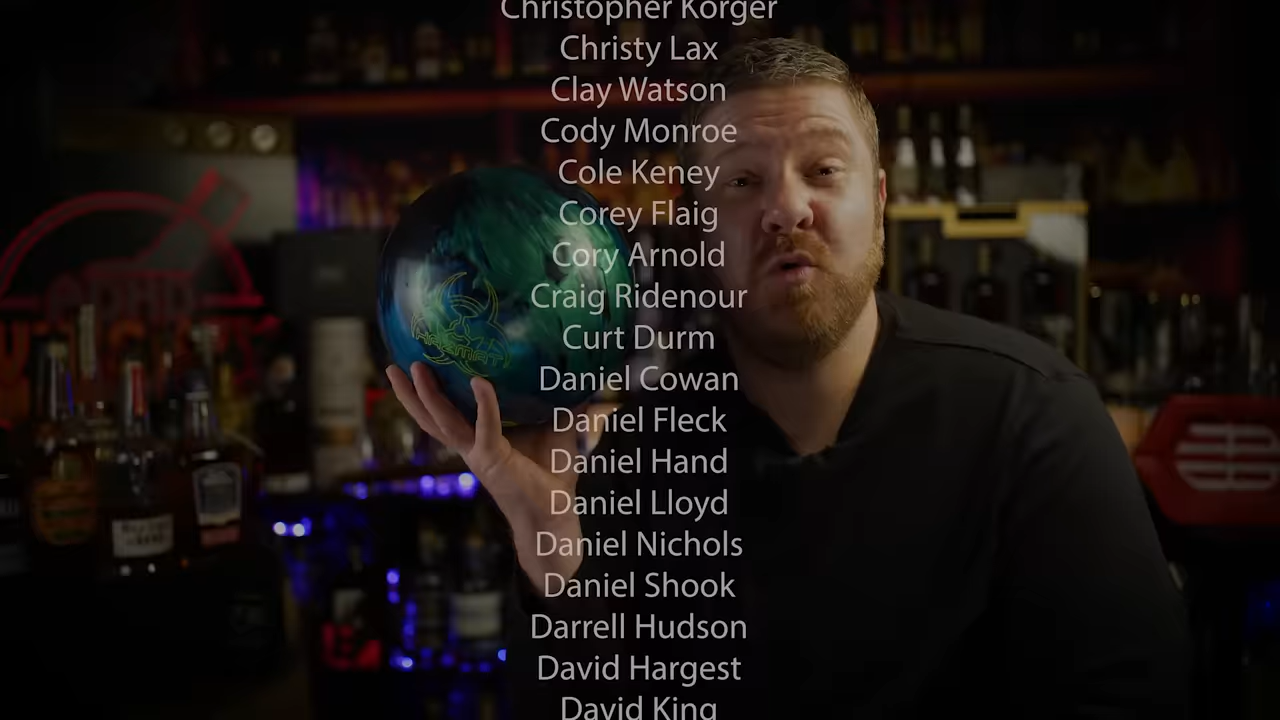 Christopher Korger
Christy Lax
Clay Watson
Cody Monroe
Cole Keney
Corey Flaig
Cory Arnold
Craig Ridenour
Curt Durm
Daniel Cowan
Daniel Fleck
Daniel Hand
Daniel Lloyd
Daniel Nichols
Daniel Shook
Darrell Hudson
David Hargest
David King
HAZMAT